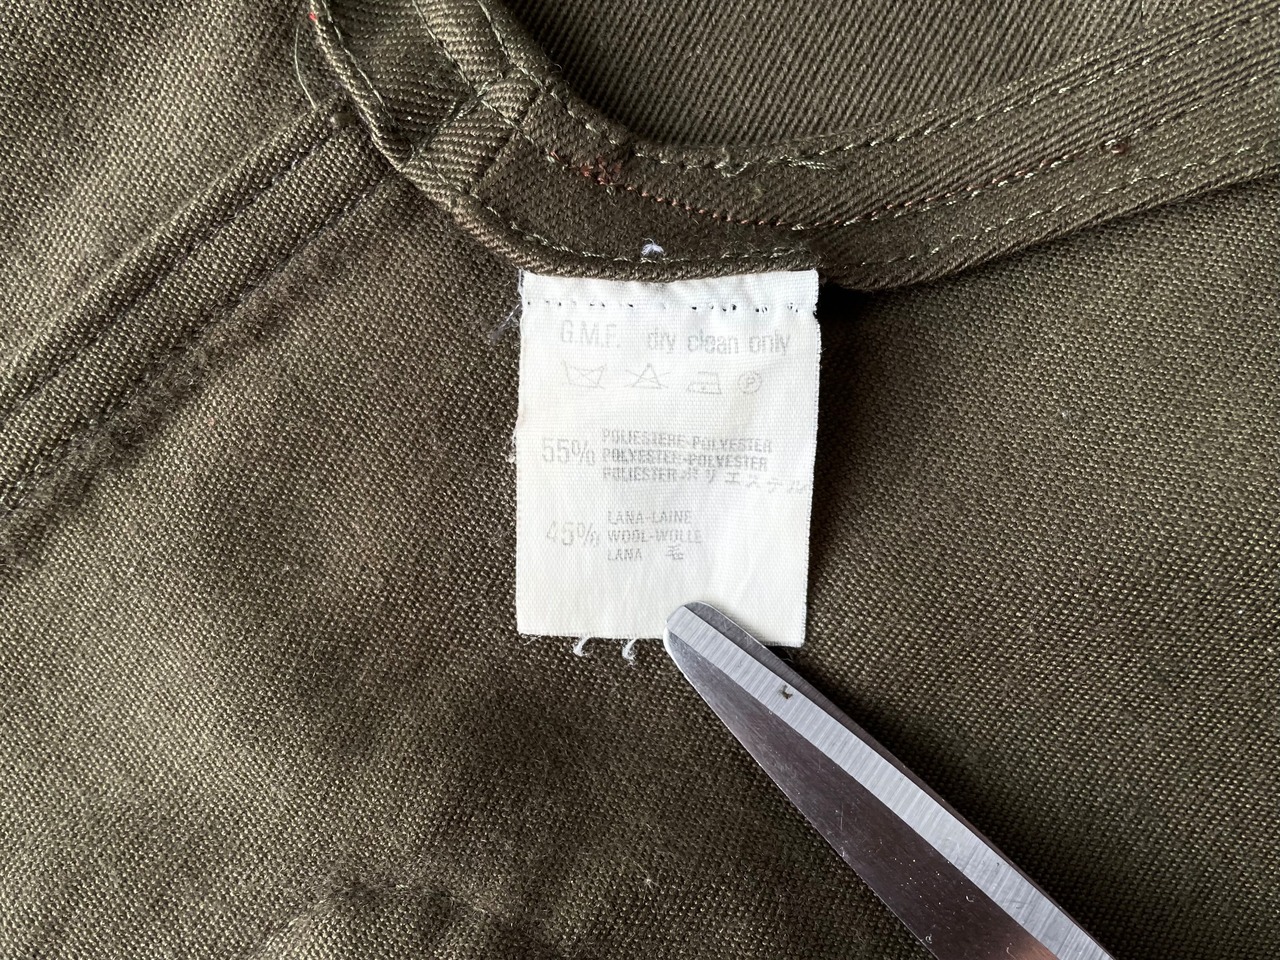 G.M.F. dry clean only
P
55% POLIESTERE-POLYESTER
POLYESTER-POLYESTER
POLIESTER ポリエステル
45% LANA-LAINE
WOOL-WOLLE
LANA 毛